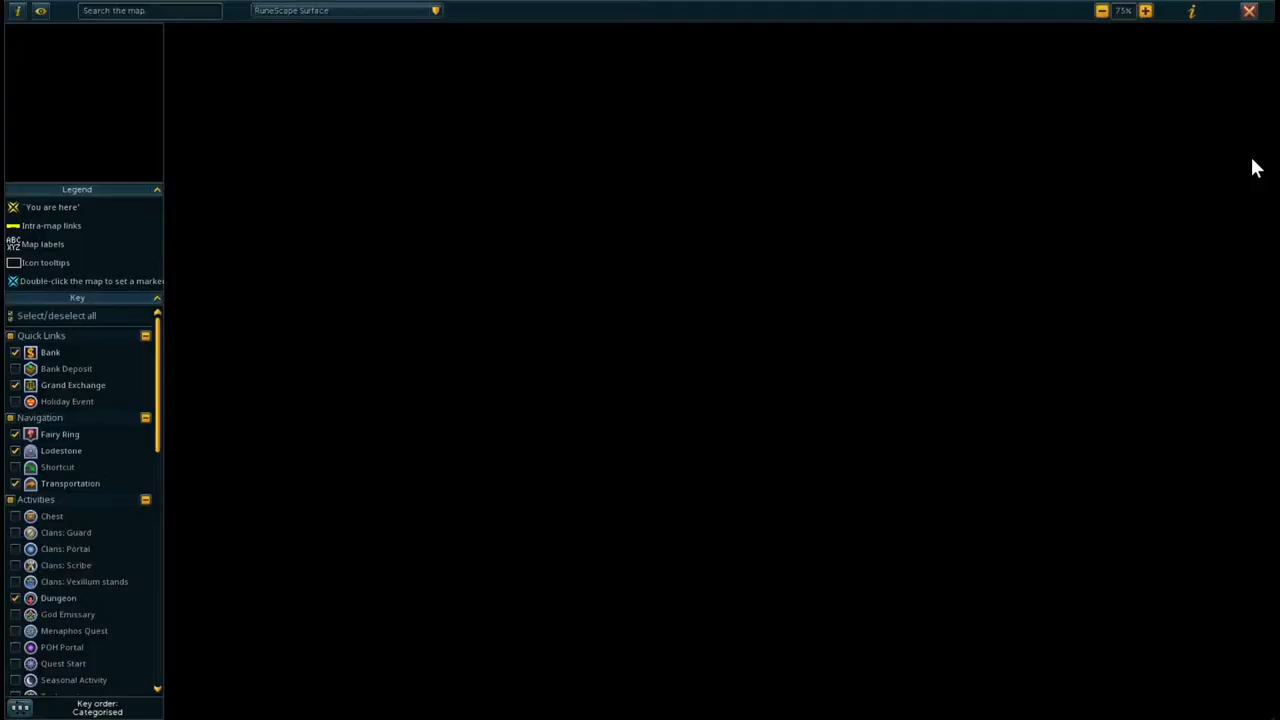 i
Search the map.
RuneScape Surface
75%
i
Legend
"You are here'
Intra-map links
ABC XYZ Map labels
Icon tooltips
Double-click the map to set a marker
Key
Select/deselect all
Quick Links
Bank
Bank Deposit
Grand Exchange
Holiday Event
Navigation
Fairy Ring
Lodestone
Shortcut
Transportation
Activities
Chest
Clans: Guard
Clans: Portal
Clans: Scribe
Clans: Vexillum stands
Dungeon
God Emissary
Menaphos Quest
POH Portal
Quest Start
Seasonal Activity
Key order:
Categorised